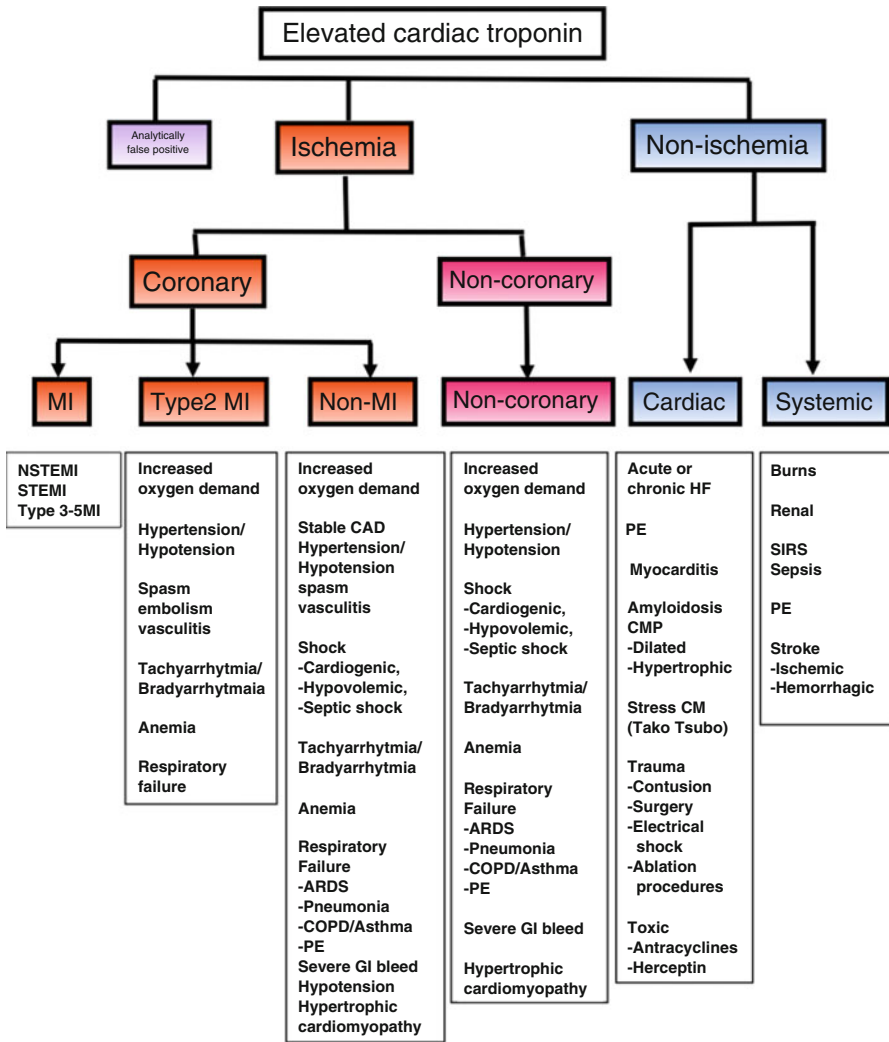 Elevated cardiac troponin
Analytically
false positive
Ischemia
Non-ischemia
Coronary
Non-coronary
MI
Type2 MI
Non-MI
Non-coronary
Cardiac
Systemic
NSTEMI
STEMI
Type 3-5MI
Increased
oxygen demand
Hypertension/
Hypotension
Spasm
embolism
vasculitis
Tachyarrhytmia/
Bradyarrhytmaia
Anemia
Respiratory
failure
Increased
oxygen demand
Stable CAD
Hypertension/
Hypotension
spasm
vasculitis
Shock
-Cardiogenic,
-Hypovolemic,
-Septic shock
Tachyarrhytmia/
Bradyarrhytmia
Anemia
Respiratory
Failure
-ARDS
-Pneumonia
-COPD/Asthma
-PE
Severe GI bleed
Hypotension
Hypertrophic
cardiomyopathy
Increased
oxygen demand
Hypertension/
Hypotension
Shock
-Cardiogenic,
-Hypovolemic,
-Septic shock
Tachyarrhytmia/
Bradyarrhytmia
Anemia
Respiratory
Failure
-ARDS
-Pneumonia
-COPD/Asthma
-PE
Severe GI bleed
Hypertrophic
cardiomyopathy
Acute or
chronic HF
PE
Myocarditis
Amyloidosis
CMP
-Dilated
-Hypertrophic
Stress CM
(Tako Tsubo)
Trauma
-Contusion
-Surgery
-Electrical
shock
-Ablation
procedures
Toxic
-Antracyclines
-Herceptin
Burns
Renal
SIRS
Sepsis
PE
Stroke
-Ischemic
-Hemorrhagic